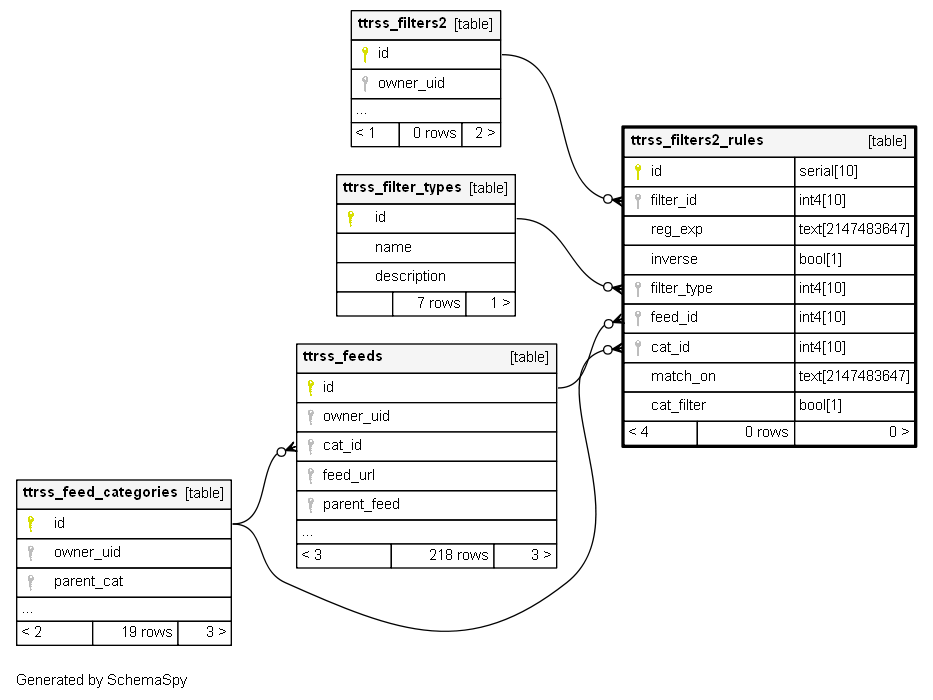 ttrss_filters2 [table]
id
owner_uid
...
< 1 0 rows 2 >
ttrss_filter_types [table]
id
name
description
7 rows 1 >
ttrss_feeds [table]
id
owner_uid
cat_id
feed_url
parent_feed
...
< 3 218 rows 3 >
ttrss_feed_categories [table]
id
owner_uid
parent_cat
...
< 2 19 rows 3 >
ttrss_filters2_rules [table]
id serial[10]
filter_id int4[10]
reg_exp text[2147483647]
inverse bool[1]
filter_type int4[10]
feed_id int4[10]
cat_id int4[10]
match_on text[2147483647]
cat_filter bool[1]
< 4 0 rows 0 >
Generated by SchemaSpy